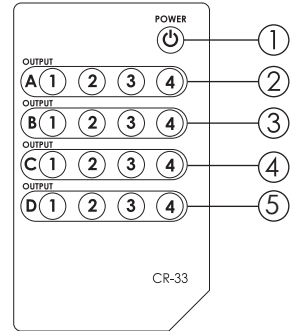 POWER
1
OUTPUT
A 1 2 3 4
2
OUTPUT
B 1 2 3 4
3
OUTPUT
C 1 2 3 4
4
OUTPUT
D 1 2 3 4
5
CR-33